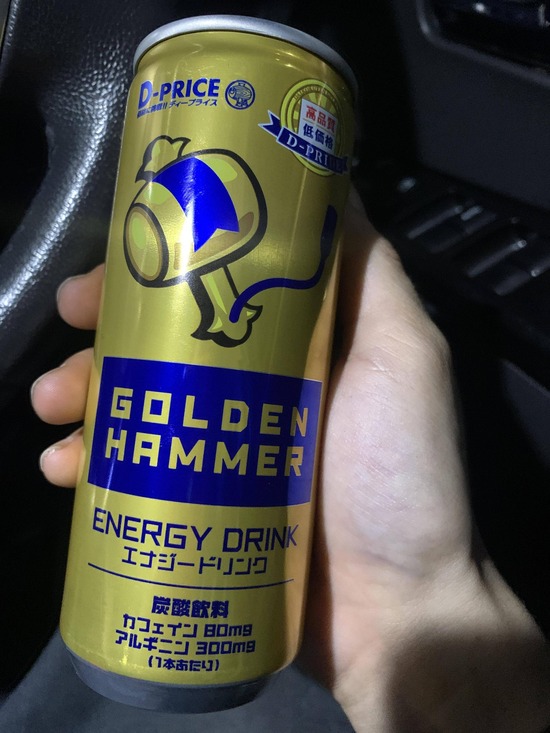 D-PRICE
ディープライス
高品質
低価格
D-PRICE
GOLDEN
HAMMER
ENERGY DRINK
エナジードリンク
炭酸飲料
カフェイン 80mg
アルギニン 300mg
(1本あたり)